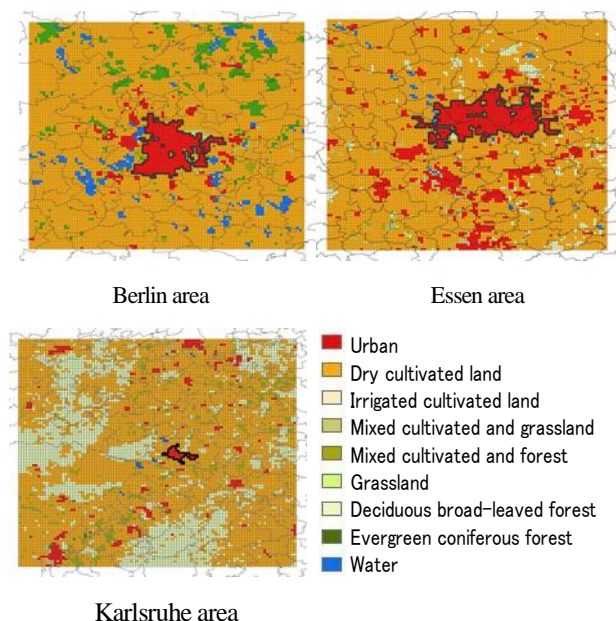 Berlin area
Essen area
Urban
Dry cultivated land
Irrigated cultivated land
Mixed cultivated and grassland
Mixed cultivated and forest
Grassland
Deciduous broad-leaved forest
Evergreen coniferous forest
Water
Karlsruhe area